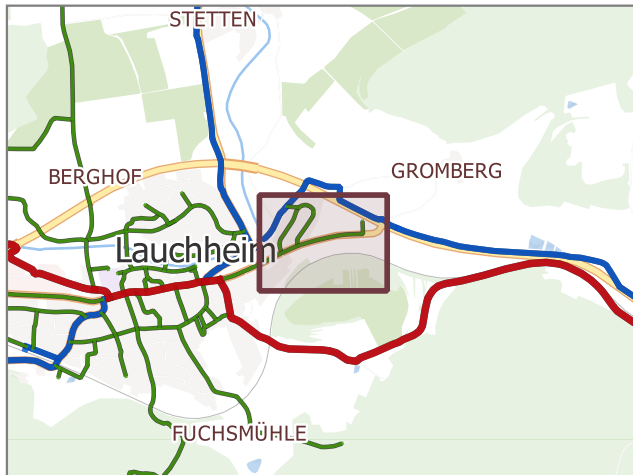 STETTEN
GROMBERG
BERGHOF
Lauchheim
FUCHSMÜHLE